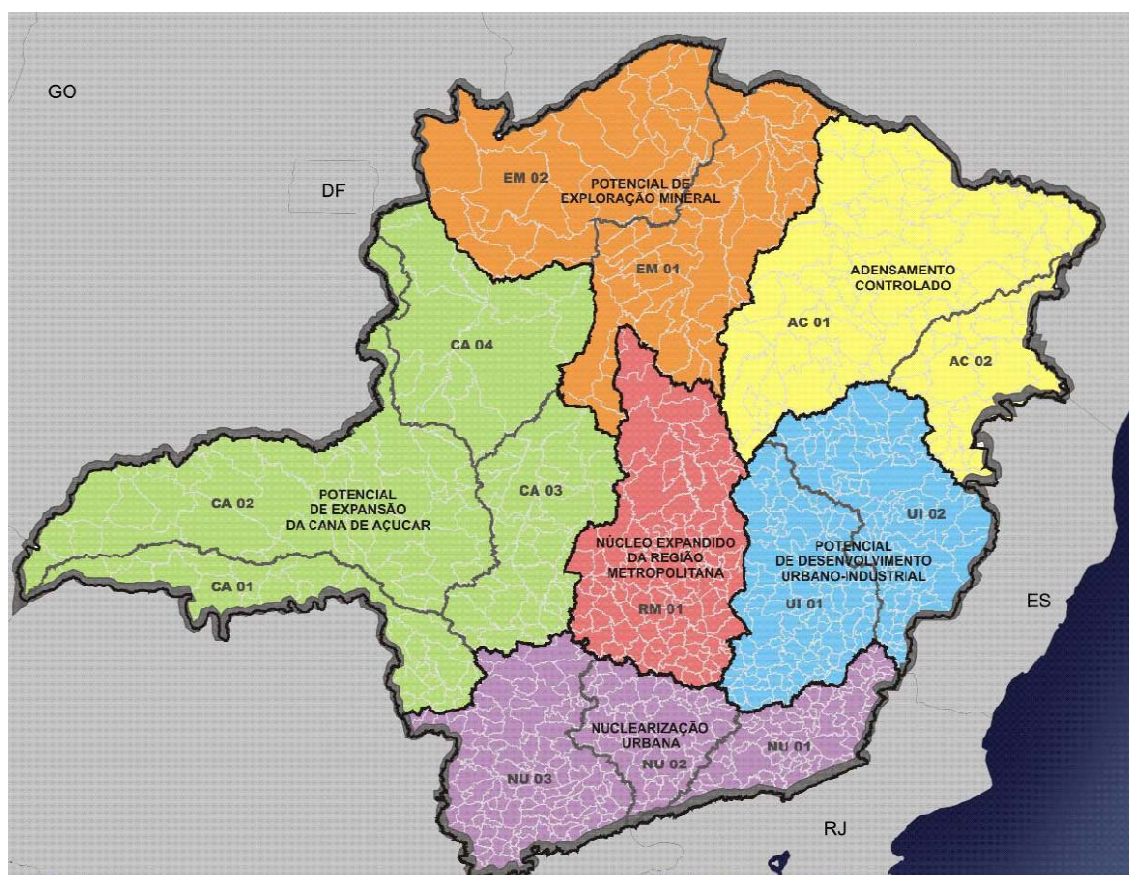 GO
DF
EM 02
POTENCIAL DE
EXPLORAÇÃO MINERAL
EM 01
ADENSAMENTO
CONTROLADO
AC 01
AC 02
CA 04
CA 02
POTENCIAL
DE EXPANSÃO
DA CANA DE AÇUCAR
CA 03
CA 01
NÚCLEO EXPANDIDO
DA REGIÃO
METROPOLITANA
RM 01
UI 02
POTENCIAL
DE DESENVOLVIMENTO
URBANO-INDUSTRIAL
UI 01
ES
NUCLEARIZAÇÃO
URBANA
NU 01
NU 02
NU 03
RJ